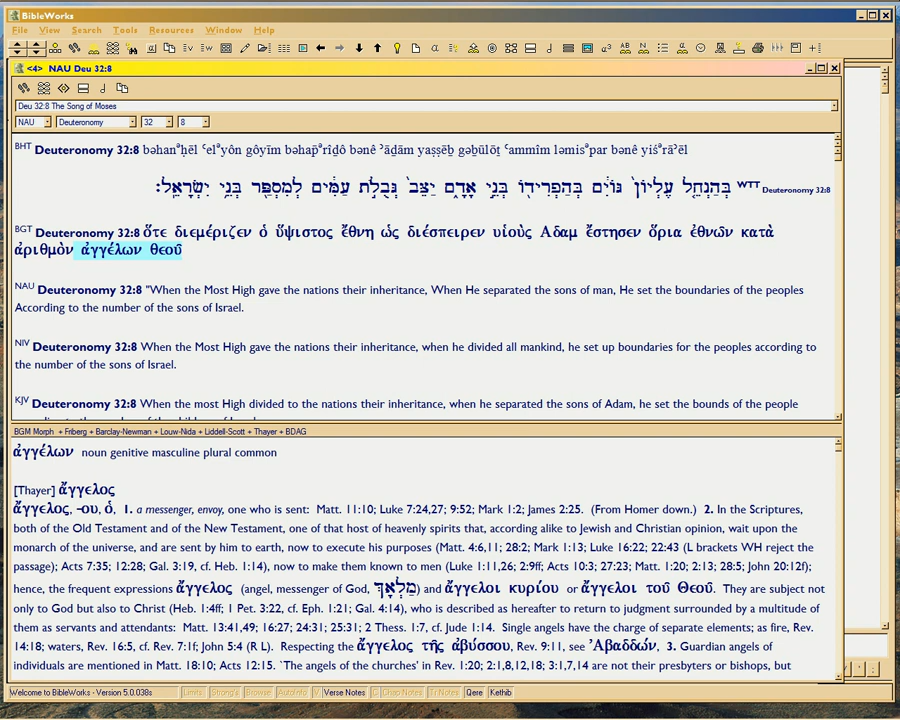 BibleWorks
File View Search Tools Resources Window Help
<4> NAU Deu 32:8
Deu 32:8 The Song of Moses
NAU Deuteronomy 32 8
BHT Deuteronomy 32:8 bəhanᵊḥēl ʿelᵊyôn gôyīm bəhap̄ᵊrîdô bənê ʾādām yaṣṣēb gəbūlōt ʿammîm ləmisᵊpar bənê yiśᵊrāʾēl
WTT Deuteronomy 32:8 בְּהַנְחֵ֤ל עֶלְיוֹן֙ גּוֹיִ֔ם בְּהַפְרִיד֖וֹ בְּנֵ֣י אָדָ֑ם יַצֵּב֙ גְּבֻלֹ֣ת עַמִּ֔ים לְמִסְפַּ֖ר בְּנֵ֥י יִשְׂרָאֵֽל׃
BGT Deuteronomy 32:8 ὅτε διεμέριζεν ὁ ὕψιστος ἔθνη ὡς διέσπειρεν υἱοὺς Αδαμ ἔστησεν ὅρια ἐθνῶν κατὰ
ἀριθμὸν ἀγγέλων θεοῦ
NAU Deuteronomy 32:8 "When the Most High gave the nations their inheritance, When He separated the sons of man, He set the boundaries of the peoples
According to the number of the sons of Israel.
NIV Deuteronomy 32:8 When the Most High gave the nations their inheritance, when he divided all mankind, he set up boundaries for the peoples according to
the number of the sons of Israel.
KJV Deuteronomy 32:8 When the most High divided to the nations their inheritance, when he separated the sons of Adam, he set the bounds of the people
BGM Morph + Friberg + Barclay-Newman + Louw-Nida + Liddell-Scott + Thayer + BDAG
ἀγγέλων noun genitive masculine plural common
[Thayer] ἄγγελος
ἄγγελος, -ου, ὁ, 1. a messenger, envoy, one who is sent: Matt. 11:10; Luke 7:24,27; 9:52; Mark 1:2; James 2:25. (From Homer down.) 2. In the Scriptures,
both of the Old Testament and of the New Testament, one of that host of heavenly spirits that, according alike to Jewish and Christian opinion, wait upon the
monarch of the universe, and are sent by him to earth, now to execute his purposes (Matt. 4:6,11; 28:2; Mark 1:13; Luke 16:22; 22:43 (L brackets WH reject the
passage); Acts 7:35; 12:28; Gal. 3:19, cf. Heb. 1:14), now to make them known to men (Luke 1:11,26; 2:9ff; Acts 10:3; 27:23; Matt. 1:20; 2:13; 28:5; John 20:12f);
hence, the frequent expressions ἄγγελος (angel, messenger of God, מַלְאָךְ) and ἄγγελοι κυρίου or ἄγγελοι τοῦ Θεοῦ. They are subject not
only to God but also to Christ (Heb. 1:4ff; 1 Pet. 3:22, cf. Eph. 1:21; Gal. 4:14), who is described as hereafter to return to judgment surrounded by a multitude of
them as servants and attendants: Matt. 13:41,49; 16:27; 24:31; 25:31; 2 Thess. 1:7, cf. Jude 1:14. Single angels have the charge of separate elements; as fire, Rev.
14:18; waters, Rev. 16:5, cf. Rev. 7:1f; John 5:4 (R L). Respecting the ἄγγελος τῆς ἀβύσσου, Rev. 9:11, see Ἀβαδδών, 3. Guardian angels of
individuals are mentioned in Matt. 18:10; Acts 12:15. `The angels of the churches' in Rev. 1:20; 2:1,8,12,18; 3:1,7,14 are not their presbyters or bishops, but
Welcome to BibleWorks - Version 5.0.038s Limits Strong's Browse AutoInfo V Verse Notes C Chap Notes Tr Notes Qere Kethib